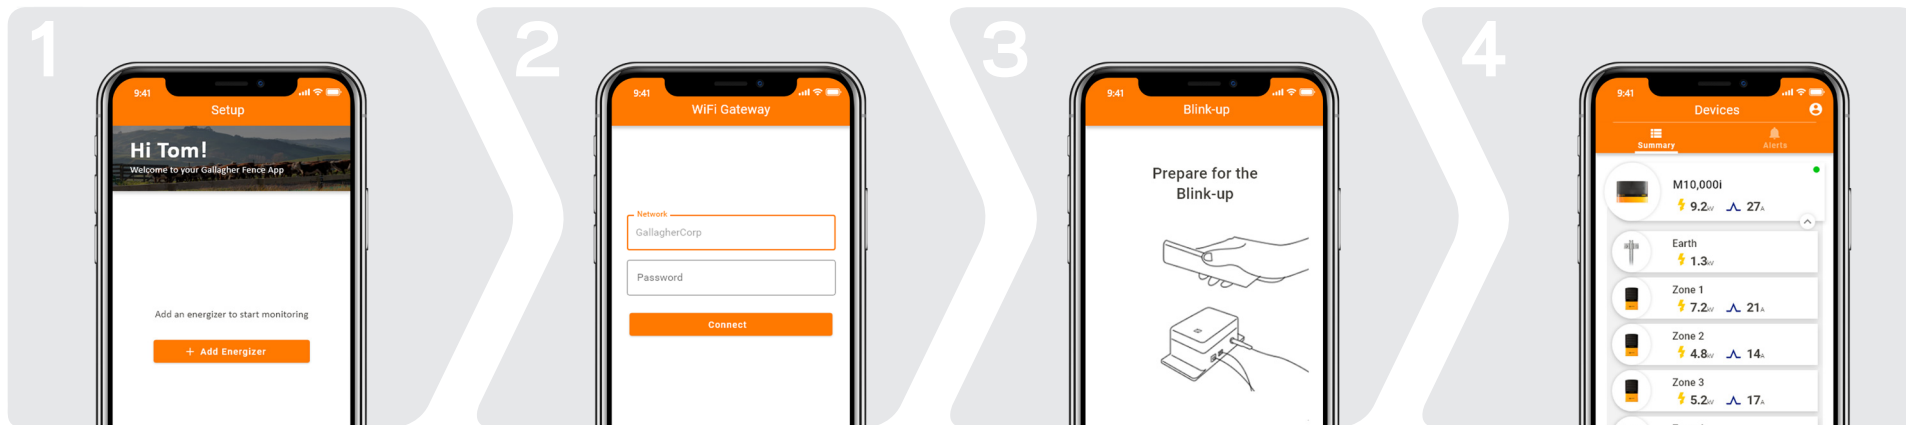 1
9:41
Setup
Hi Tom!
Welcome to your Gallagher Fence App
Add an energizer to start monitoring
+ Add Energizer
2
9:41
WiFi Gateway
Network
GallagherCorp
Password
Connect
3
9:41
Blink-up
Prepare for the
Blink-up
4
9:41
Devices
Summary
Alerts
M10,000i
9.2kV 27A
Earth
1.3kV
Zone 1
7.2kV 21A
Zone 2
4.8kV 14A
Zone 3
5.2kV 17A